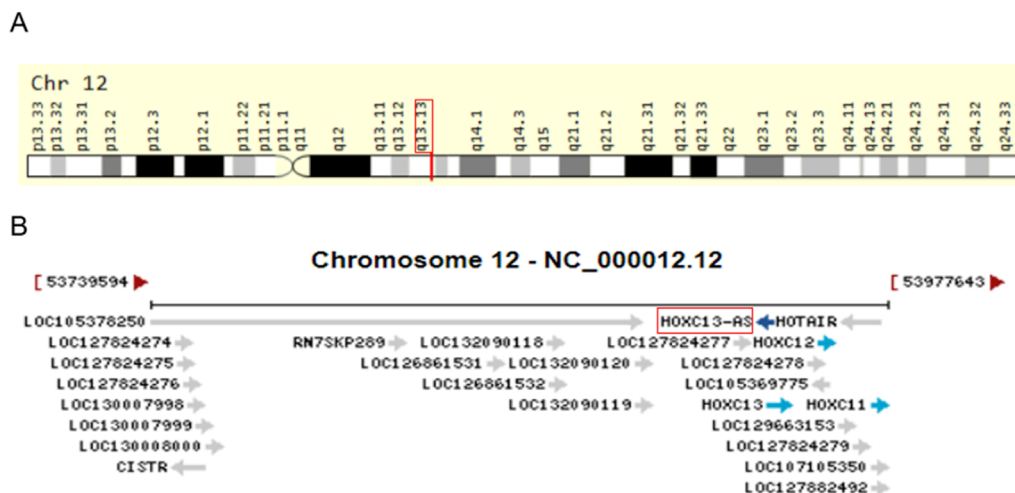 A
Chr 12
p13.33 p13.32 p13.31 p13.2 p12.3 p12.1 p11.22 p11.21 p11.1 q11 q12 q13.11 q13.12 q13.13 q14.1 q14.3 q15 q21.1 q21.2 q21.31 q21.32 q21.33 q22 q23.1 q23.2 q23.3 q24.11 q24.13 q24.21 q24.23 q24.32 q24.33
B
Chromosome 12 - NC_000012.12
[ 53739594 [ 53977643
LOC105378250 HOXC13-AS HOTAIR
LOC127824274 RN7SKP289 LOC132090118 LOC127824277 HOXC12
LOC127824275 LOC126861531 LOC132090120 LOC127824278
LOC127824276 LOC126861532 LOC105369775
LOC130007998 LOC132090119 HOXC13 HOXC11
LOC130007999 LOC129663153
LOC130008000 LOC127824279
CISTR LOC107105350
LOC127882492